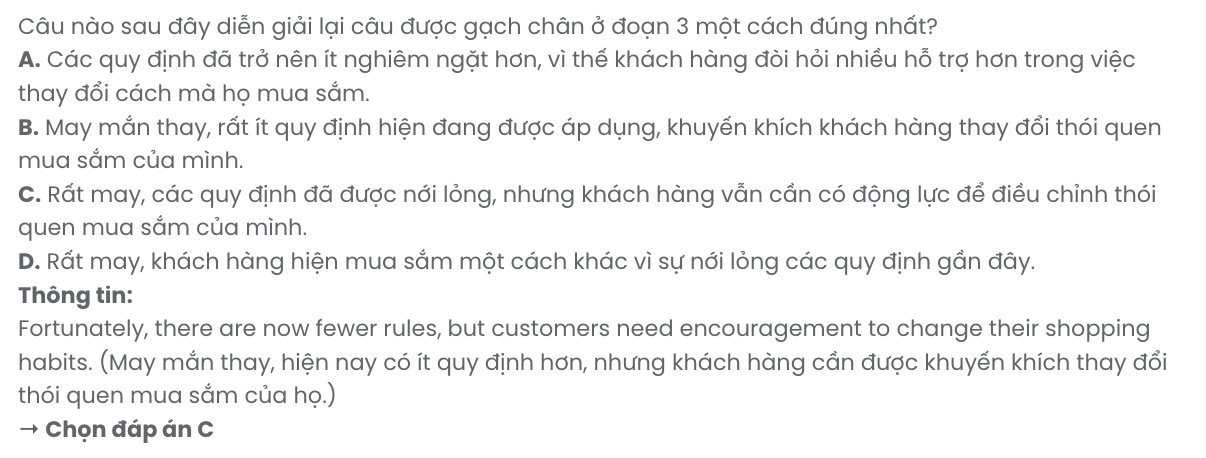 Câu nào sau đây diễn giải lại câu được gạch chân ở đoạn 3 một cách đúng nhất?
A. Các quy định đã trở nên ít nghiêm ngặt hơn, vì thế khách hàng đòi hỏi nhiều hỗ trợ hơn trong việc
thay đổi cách mà họ mua sắm.
B. May mắn thay, rất ít quy định hiện đang được áp dụng, khuyến khích khách hàng thay đổi thói quen
mua sắm của mình.
C. Rất may, các quy định đã được nới lỏng, nhưng khách hàng vẫn cần có động lực để điều chỉnh thói
quen mua sắm của mình.
D. Rất may, khách hàng hiện mua sắm một cách khác vì sự nới lỏng các quy định gần đây.
Thông tin:
Fortunately, there are now fewer rules, but customers need encouragement to change their shopping
habits. (May mắn thay, hiện nay có ít quy định hơn, nhưng khách hàng cần được khuyến khích thay đổi
thói quen mua sắm của họ.)
→ Chọn đáp án C